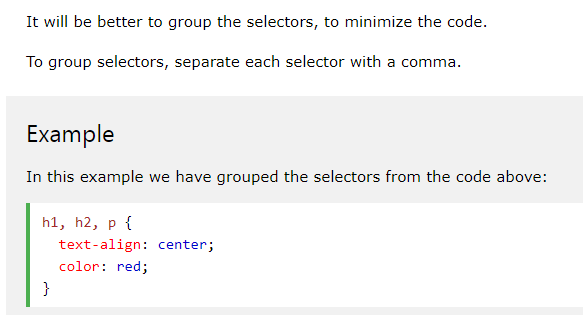 It will be better to group the selectors, to minimize the code.
To group selectors, separate each selector with a comma.
Example
In this example we have grouped the selectors from the code above:
h1, h2, p {
  text-align: center;
  color: red;
}